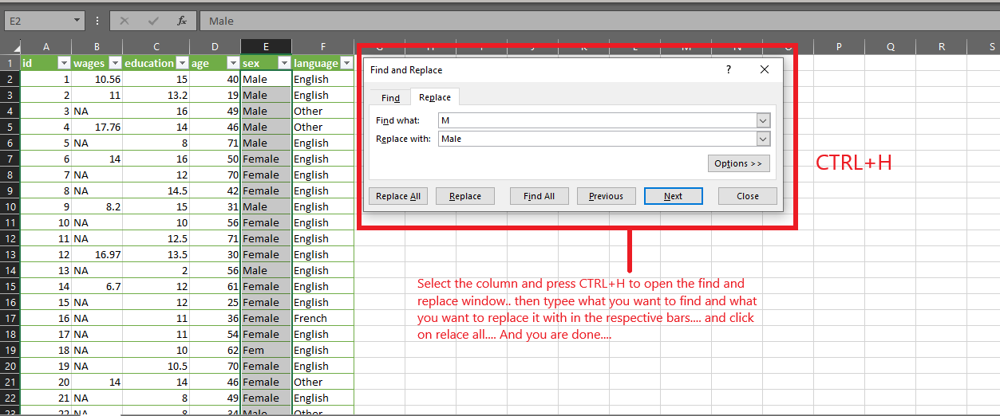 E2 fx Male
A B C D E F G H I J K L M N O P Q R S
1 id wages education age sex language
2 1 10.56 15 40 Male English
3 2 11 13.2 19 Male English
4 3 NA 16 49 Male Other
5 4 17.76 14 46 Male Other
6 5 NA 8 71 Male English
7 6 14 16 50 Female English
8 7 NA 12 70 Female English
9 8 NA 14.5 42 Female English
10 9 8.2 15 31 Male English
11 10 NA 10 56 Female English
12 11 NA 12.5 71 Female English
13 12 16.97 13.5 30 Female English
14 13 NA 2 56 Male English
15 14 6.7 12 61 Female English
16 15 NA 12 25 Female English
17 16 NA 11 36 Female French
18 17 NA 11 54 Female English
19 18 NA 10 62 Fem English
20 19 NA 10.5 70 Female English
21 20 14 14 46 Female Other
22 21 NA 8 49 Female English
23 22 NA 8 34 Male Other
Find and Replace ?
Find Replace
Find what: M
Replace with: Male
Options >>
Replace All Replace Find All Previous Next Close
CTRL+H
Select the column and press CTRL+H to open the find and
replace window.. then typee what you want to find and what
you want to replace it with in the respective bars.... and click
on relace all.... And you are done....